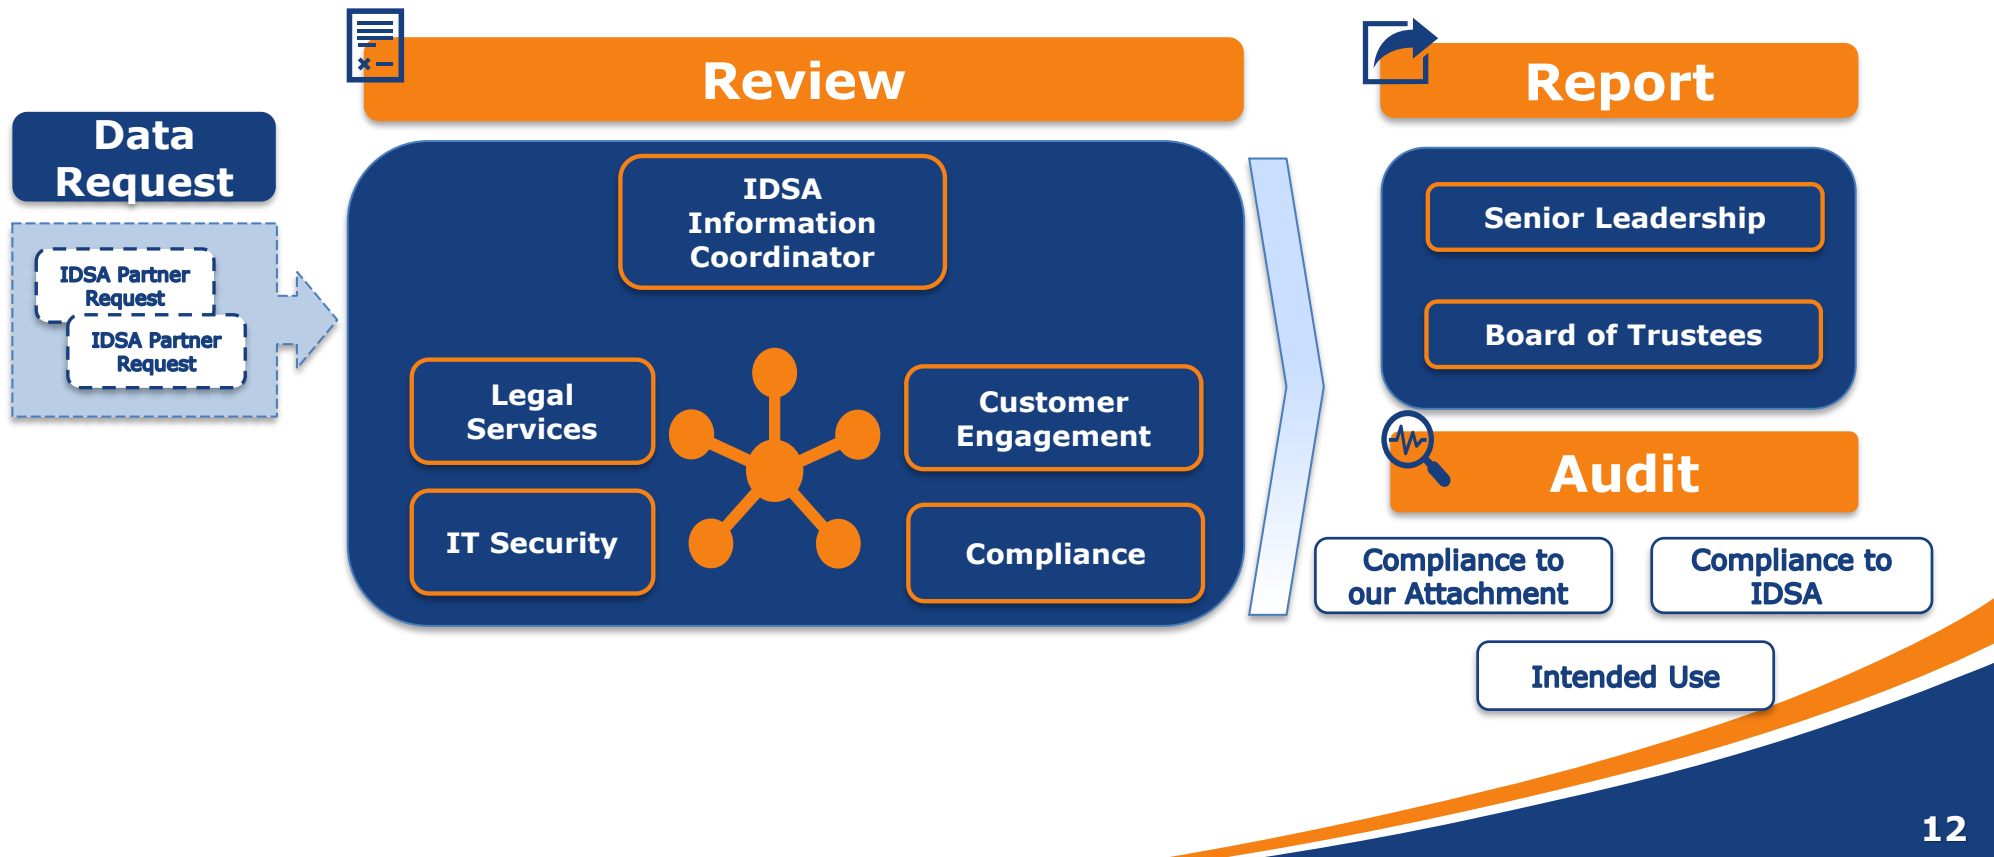 Data
Request
IDSA Partner
Request
IDSA Partner
Request
Review
IDSA
Information
Coordinator
Legal
Services
IT Security
Customer
Engagement
Compliance
Report
Senior Leadership
Board of Trustees
Audit
Compliance to
our Attachment
Compliance to
IDSA
Intended Use
12